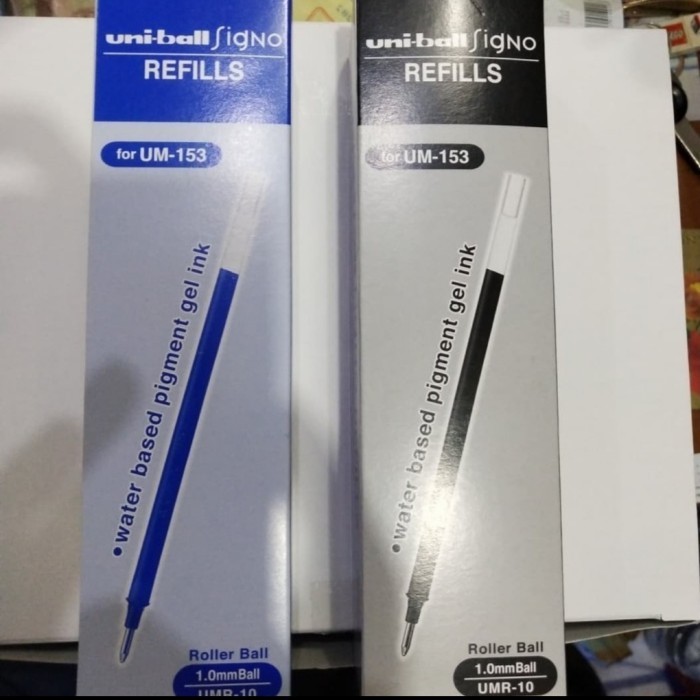 uni-ball Signo
REFILLS
for UM-153
•water based pigment gel ink
Roller Ball
1.0mmBall
UMR-10
uni-ball Signo
REFILLS
for UM-153
•water based pigment gel ink
Roller Ball
1.0mmBall
UMR-10